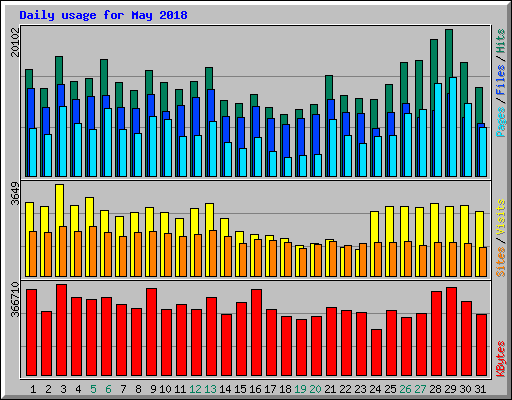 Daily usage for May 2018
20102
Pages / Files / Hits
3649
Sites / Visits
366710
KBytes
1 2 3 4 5 6 7 8 9 10 11 12 13 14 15 16 17 18 19 20 21 22 23 24 25 26 27 28 29 30 31